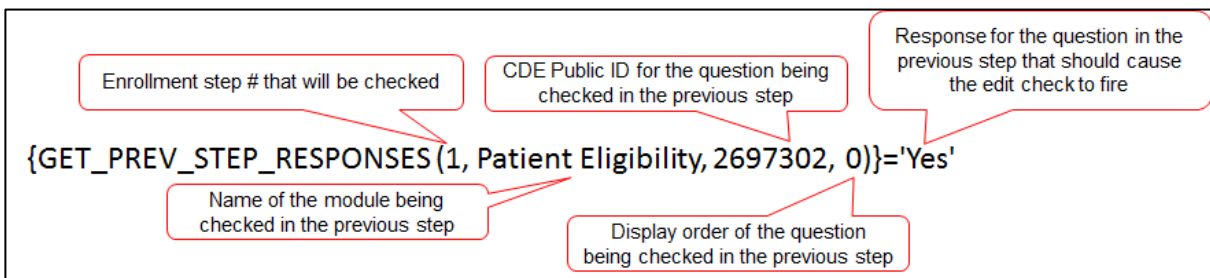 Enrollment step # that will be checked
CDE Public ID for the question being
checked in the previous step
Response for the question in the
previous step that should cause
the edit check to fire
{GET_PREV_STEP_RESPONSES(1, Patient Eligibility, 2697302, 0)}='Yes'
Name of the module being
checked in the previous step
Display order of the question
being checked in the previous step